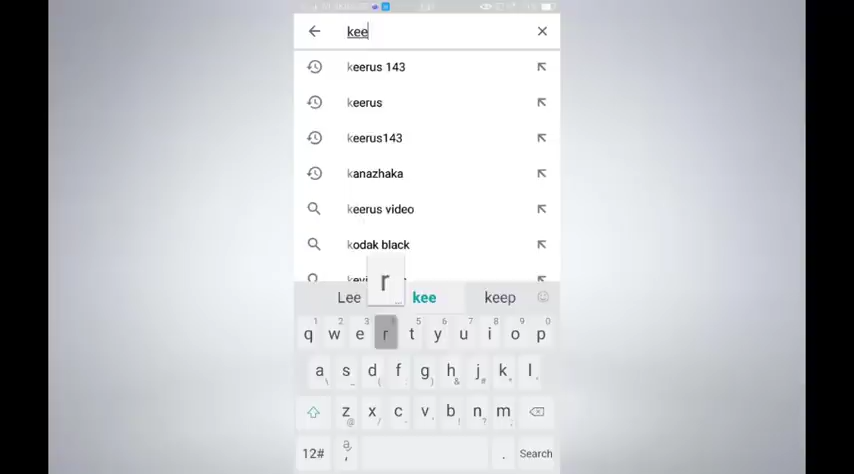 kee
keerus 143
keerus
keerus143
kanazhaka
keerus video
kodak black
r
Lee kee keep
1 2 3 5 6 7 8 9 0
q w e r t y u i o p
a s d f g h j k l
z x c v b n m
12# , . Search